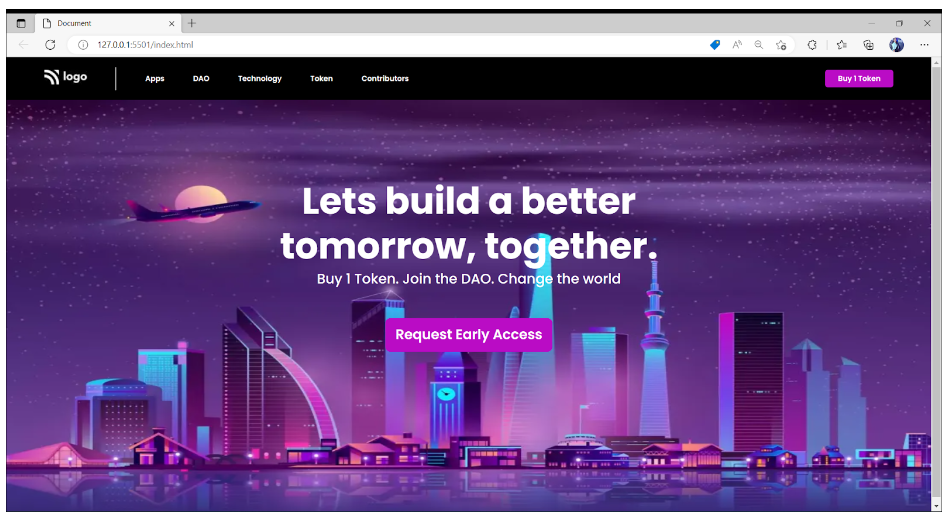 Document
127.0.0.1:5501/index.html
logo
Apps DAO Technology Token Contributors
Buy 1 Token
Lets build a better
tomorrow, together.
Buy 1 Token. Join the DAO. Change the world
Request Early Access